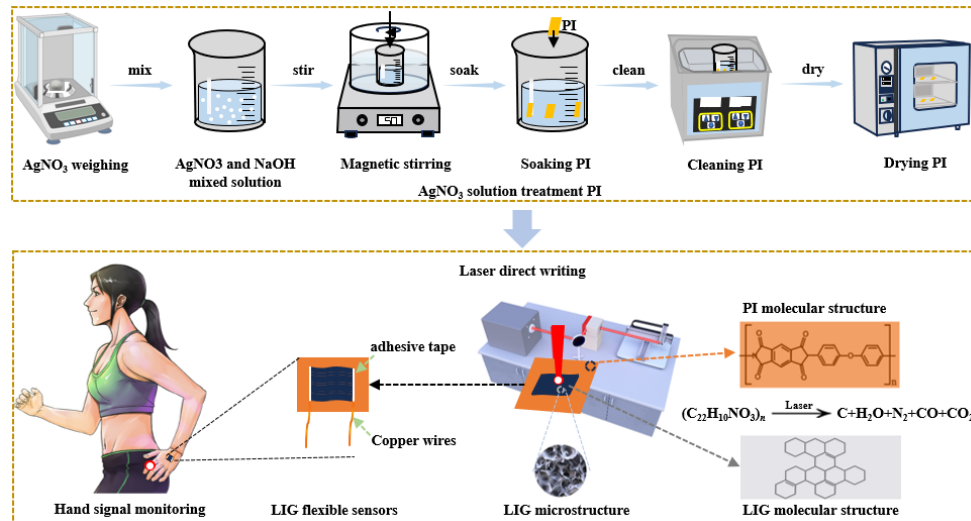 PI
mix
stir
soak
clean
dry
AgNO₃ weighing
AgNO3 and NaOH
mixed solution
Magnetic stirring
Soaking PI
Cleaning PI
Drying PI
AgNO₃ solution treatment PI
Laser direct writing
PI molecular structure
adhesive tape
Copper wires
O
O
N
N
O
O
O
n
(C₂₂H₁₀NO₃)ₙ Laser C+H₂O+N₂+CO+CO₂
Hand signal monitoring
LIG flexible sensors
LIG microstructure
LIG molecular structure